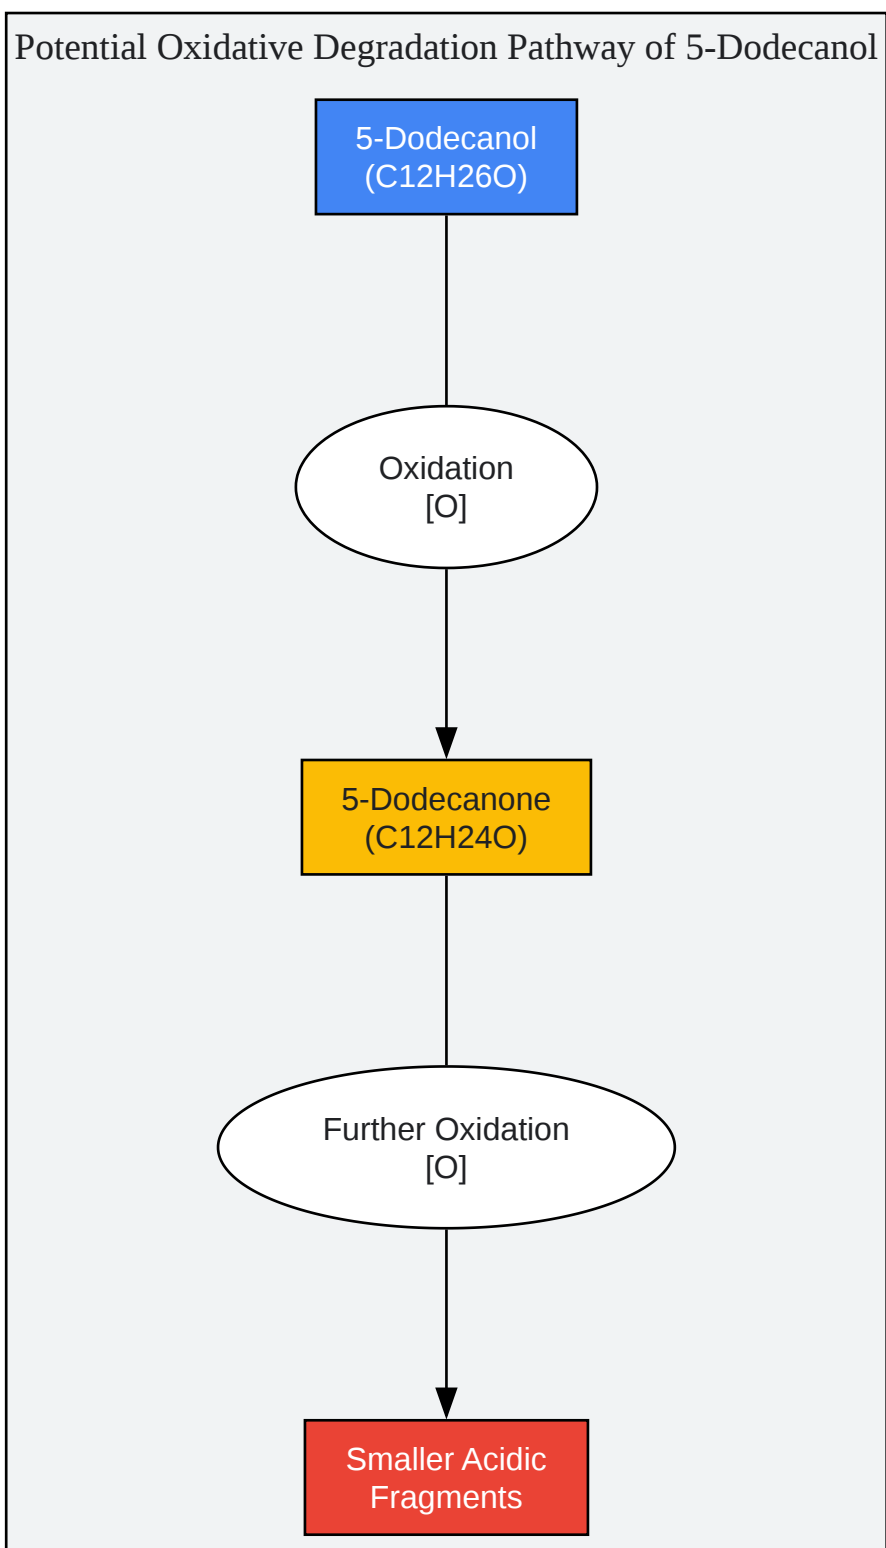 Potential Oxidative Degradation Pathway of 5-Dodecanol
5-Dodecanol
(C12H26O)
Oxidation
[O]
5-Dodecanone
(C12H24O)
Further Oxidation
[O]
Smaller Acidic
Fragments